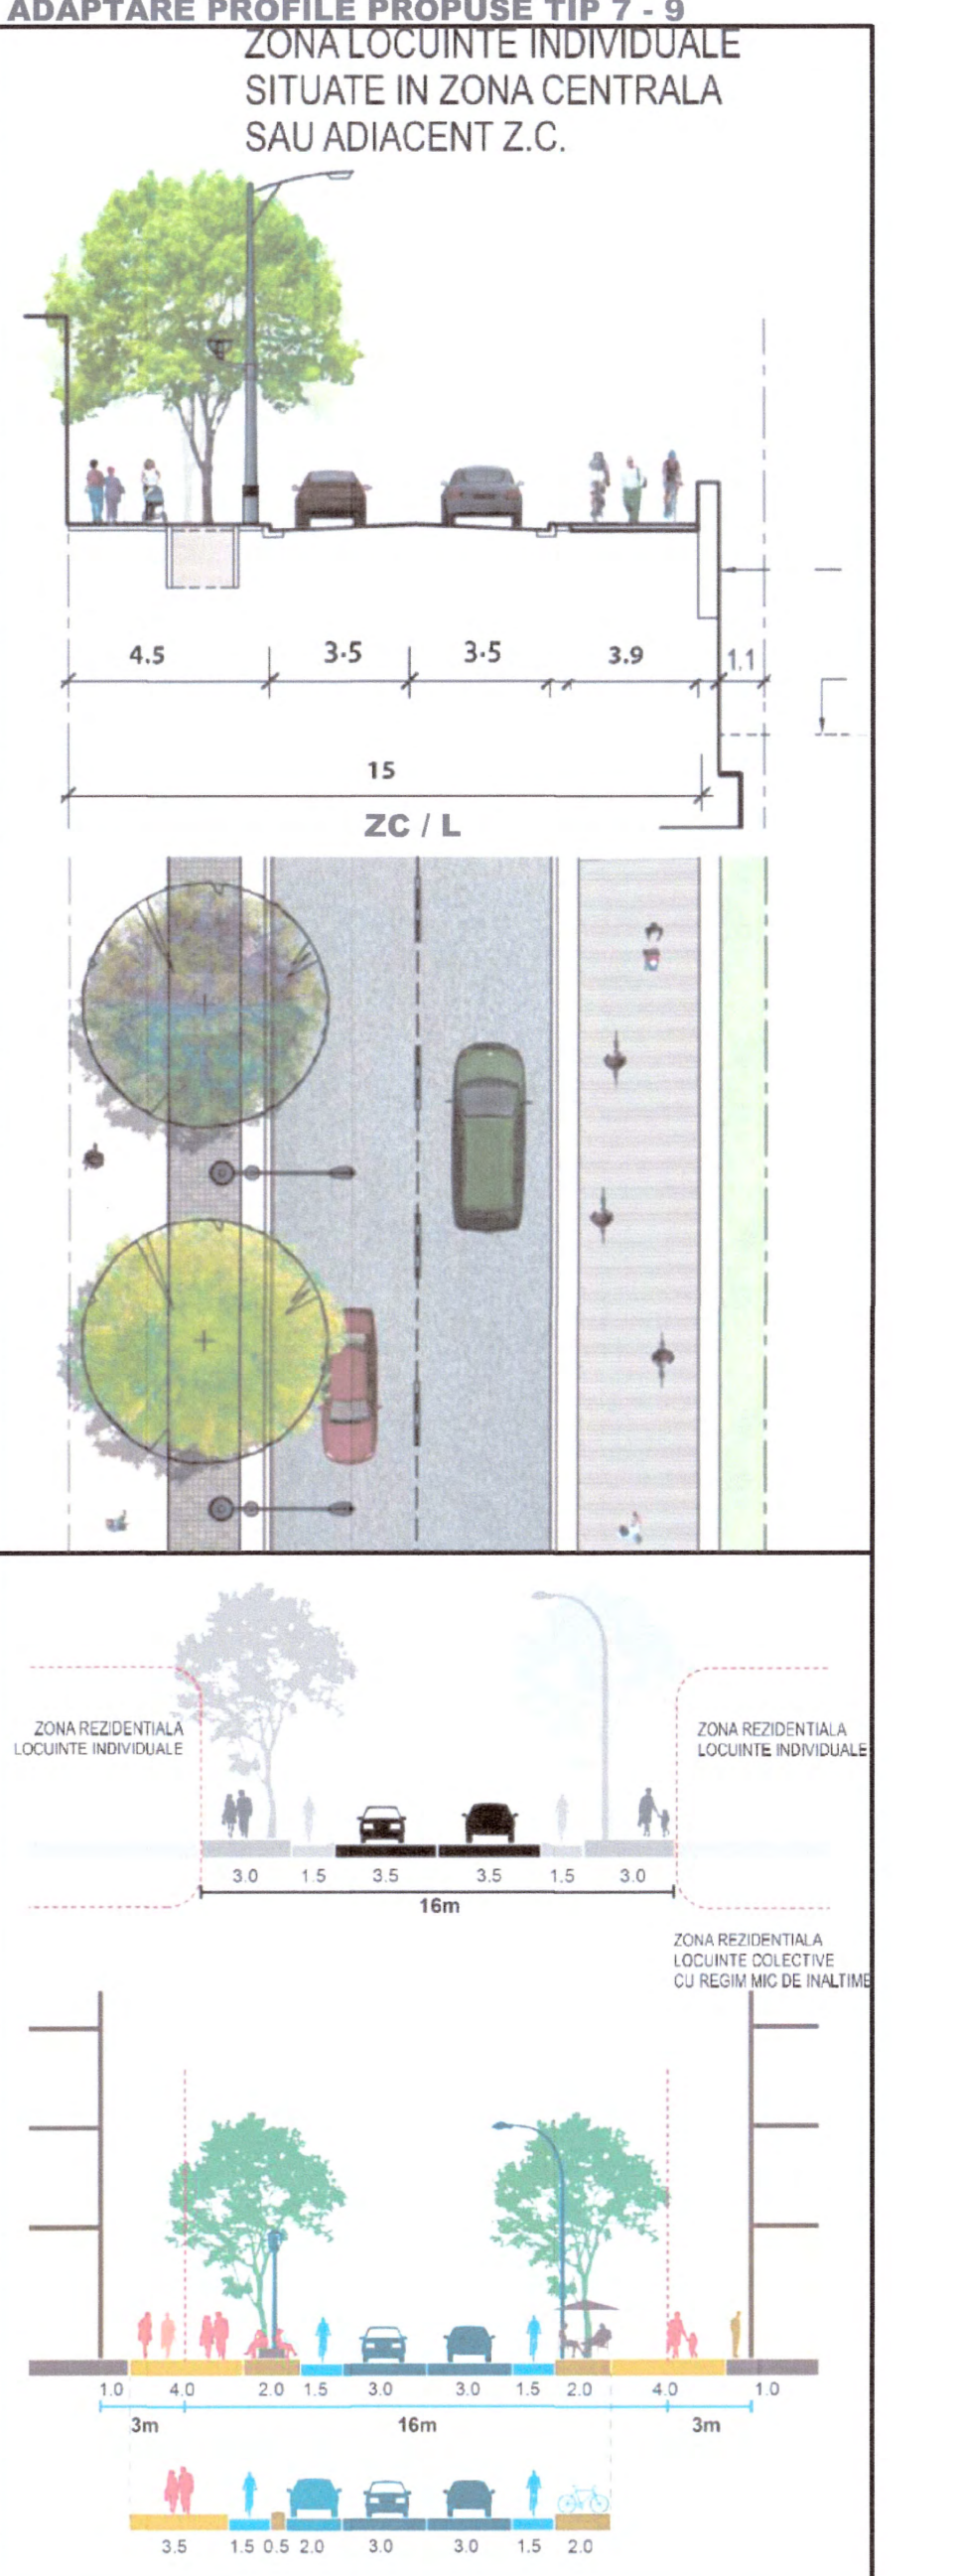 ADAPTARE PROFILE PROPUSE TIP 7 - 9
ZONA LOCUINTE INDIVIDUALE
SITUATE IN ZONA CENTRALA
SAU ADIACENT Z.C.
4.5 3.5 3.5 3.9 1.1
15
ZC / L
ZONA REZIDENTIALA
LOCUINTE INDIVIDUALE
ZONA REZIDENTIALA
LOCUINTE INDIVIDUALE
3.0 1.5 3.5 3.5 1.5 3.0
16m
ZONA REZIDENTIALA
LOCUINTE COLECTIVE
CU REGIM MIC DE INALTIME
1.0 4.0 2.0 1.5 3.0 3.0 1.5 2.0 4.0 1.0
3m 16m 3m
3.5 1.5 0.5 2.0 3.0 3.0 1.5 2.0